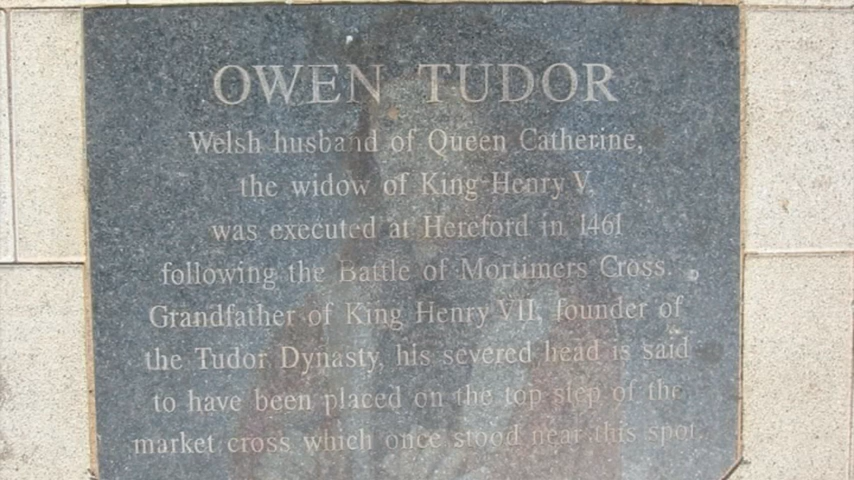 OWEN TUDOR
Welsh husband of Queen Catherine,
the widow of King Henry V,
was executed at Hereford in 1461
following the Battle of Mortimers Cross.
Grandfather of King Henry VII, founder of
the Tudor Dynasty, his severed head is said
to have been placed on the top step of the
market cross which once stood near this spot.